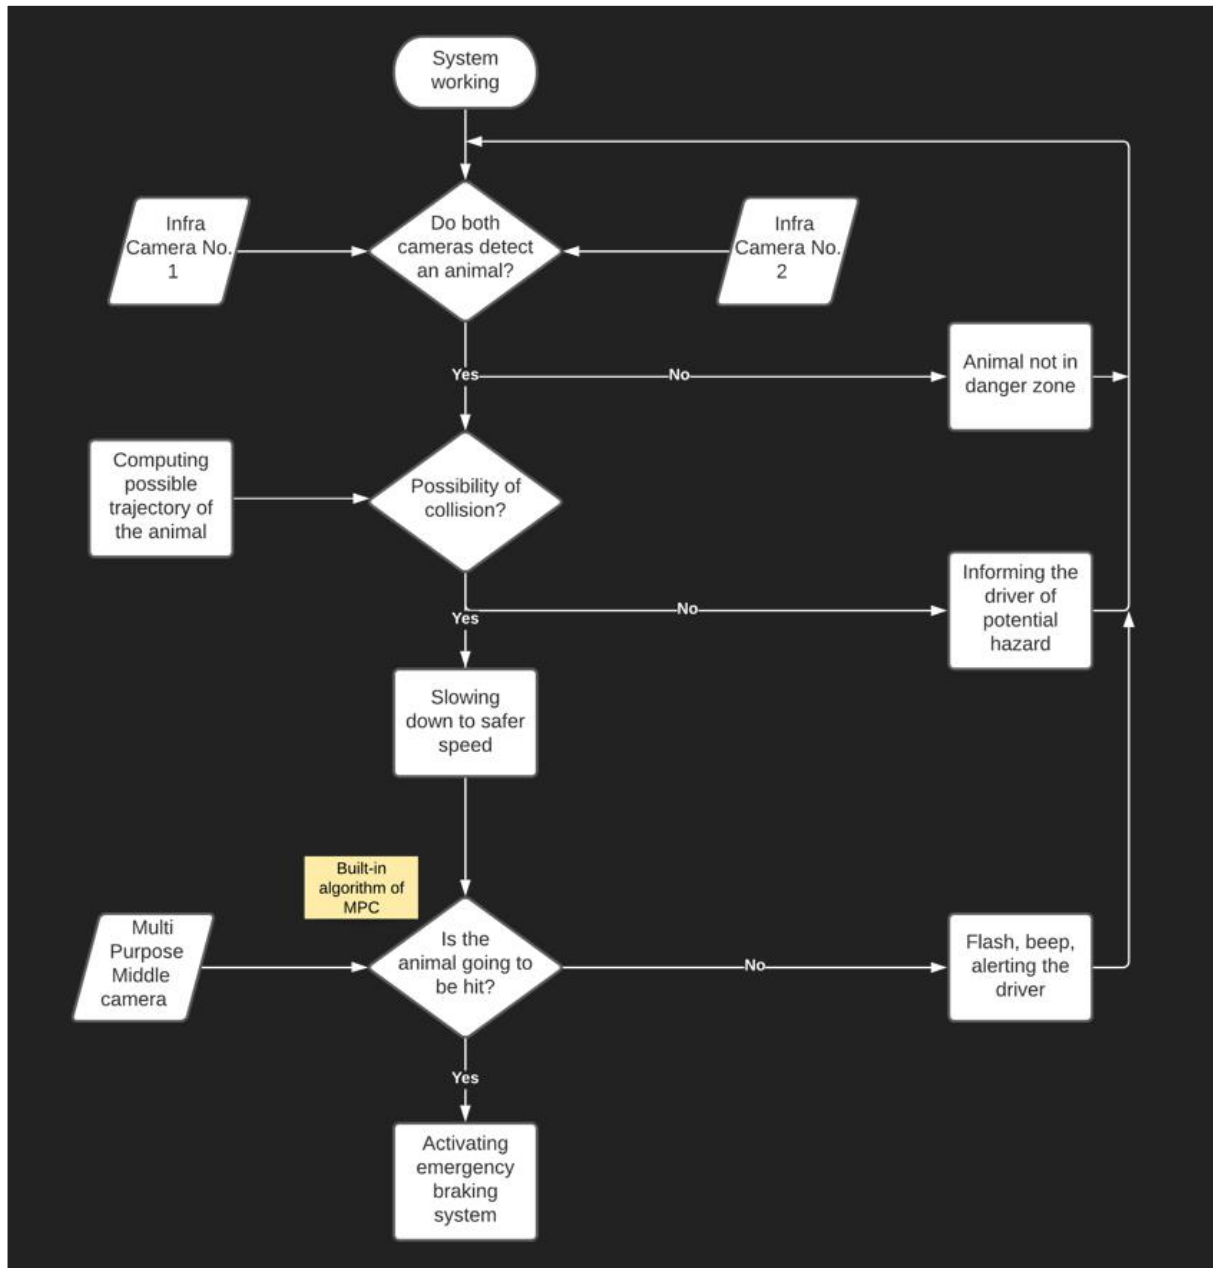 System
working
Infra
Camera No.
1
Do both
cameras detect
an animal?
Infra
Camera No.
2
Yes
No
Animal not in
danger zone
Computing
possible
trajectory of
the animal
Possibility of
collision?
Yes
No
Informing the
driver of
potential
hazard
Slowing
down to safer
speed
Built-in
algorithm of
MPC
Multi
Purpose
Middle
camera
Is the
animal going to
be hit?
No
Flash, beep,
alerting the
driver
Yes
Activating
emergency
braking
system